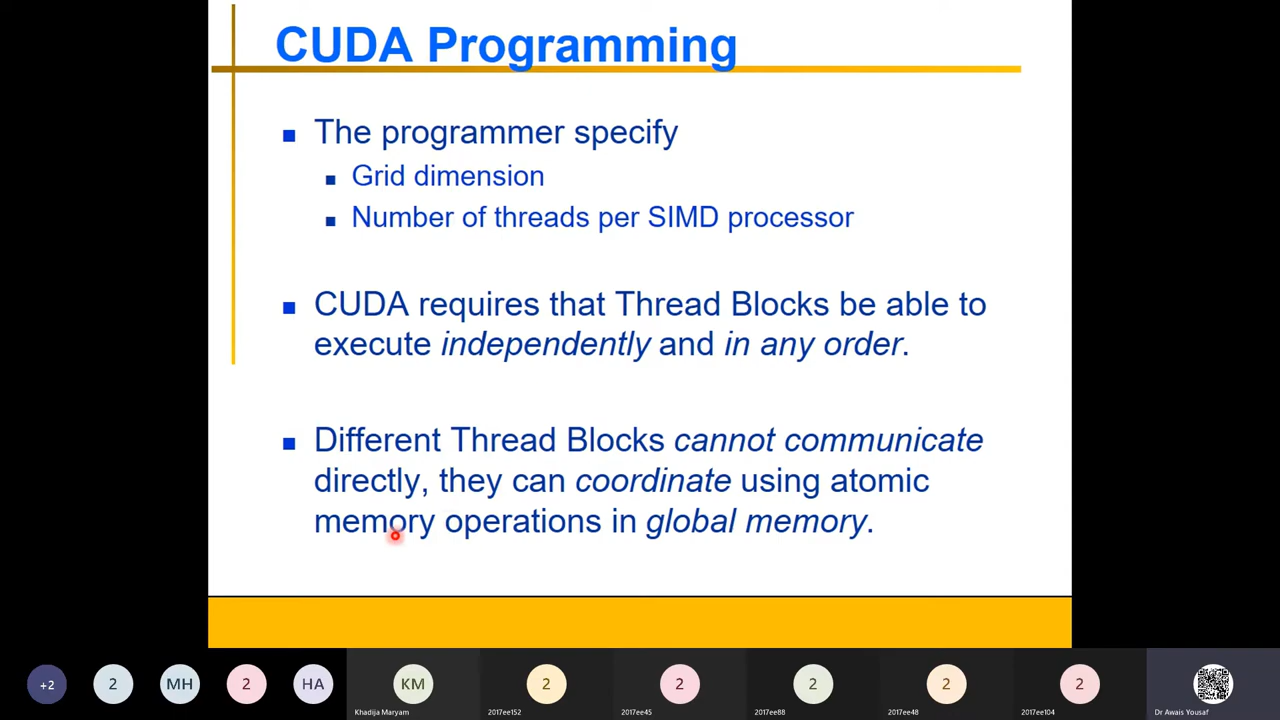 CUDA Programming
The programmer specify
Grid dimension
Number of threads per SIMD processor
CUDA requires that Thread Blocks be able to
execute independently and in any order.
Different Thread Blocks cannot communicate
directly, they can coordinate using atomic
memory operations in global memory.
+2
2
MH
2
HA
KM
2
2
2
2
2
Khadija Maryam
2017ee152
2017ee45
2017ee88
2017ee48
2017ee104
Dr Awais Yousaf